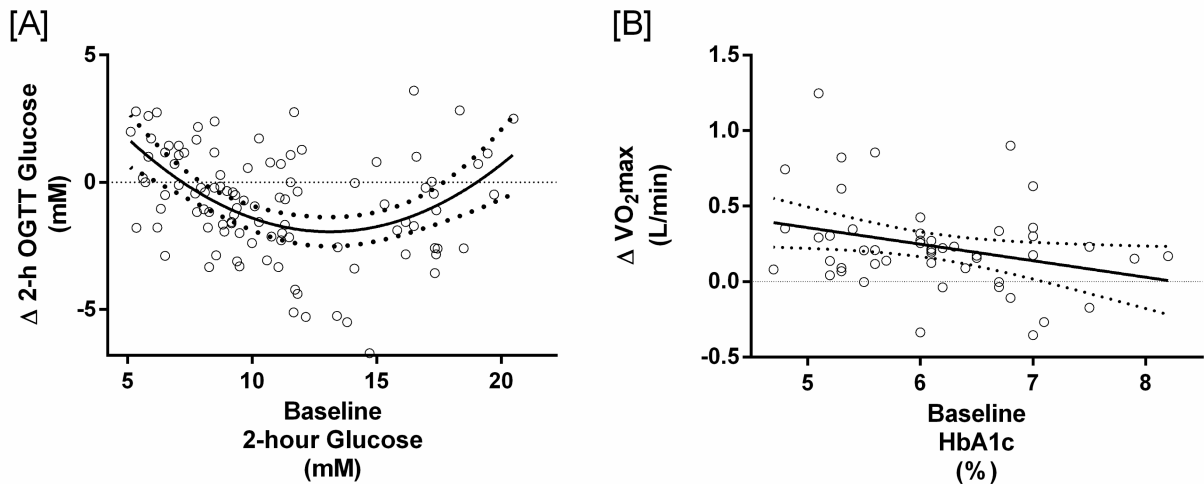 [A]
Δ 2-h OGTT Glucose
(mM)
5
0
-5
5
10
15
20
Baseline
2-hour Glucose
(mM)
[B]
Δ VO₂max
(L/min)
1.5
1.0
0.5
0.0
-0.5
5
6
7
8
Baseline
HbA1c
(%)